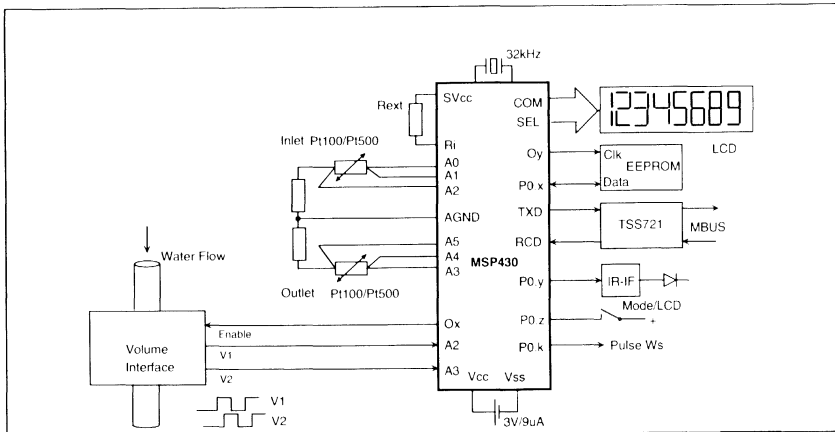 32kHz
SVcc
COM
12345689
Rext
SEL
LCD
Ri
Inlet Pt100/Pt500
A0
A1
A2
Oy
Clk
EEPROM
P0.x
Data
AGND
TXD
TSS721
MBUS
RCD
A5
A4
A3
MSP430
Water Flow
Outlet Pt100/Pt500
P0.y
IR-IF
Mode/LCD
Ox
P0.z
+
Enable
Volume
Interface
A2
P0.k
Pulse Ws
V1
A3
V2
Vcc
Vss
V1
V2
3V/9uA